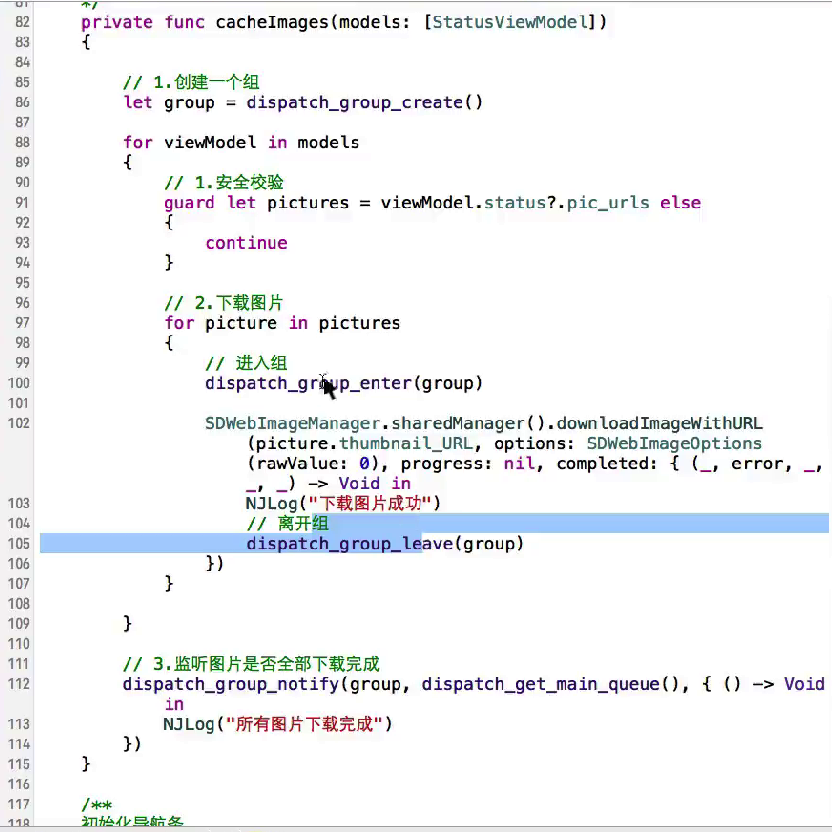 81 */
82 private func cacheImages(models: [StatusViewModel])
83 {
84
85 // 1.创建一个组
86 let group = dispatch_group_create()
87
88 for viewModel in models
89 {
90 // 1.安全校验
91 guard let pictures = viewModel.status?.pic_urls else
92 {
93 continue
94 }
95
96 // 2.下载图片
97 for picture in pictures
98 {
99 // 进入组
100 dispatch_group_enter(group)
101
102 SDWebImageManager.sharedManager().downloadImageWithURL
(picture.thumbnail_URL, options: SDWebImageOptions
(rawValue: 0), progress: nil, completed: { (_, error, _,
_, _) -> Void in
103 NJLog("下载图片成功")
104 // 离开组
105 dispatch_group_leave(group)
106 })
107 }
108
109 }
110
111 // 3.监听图片是否全部下载完成
112 dispatch_group_notify(group, dispatch_get_main_queue(), { () -> Void
in
113 NJLog("所有图片下载完成")
114 })
115 }
116
117 /**
118 初始化导航条